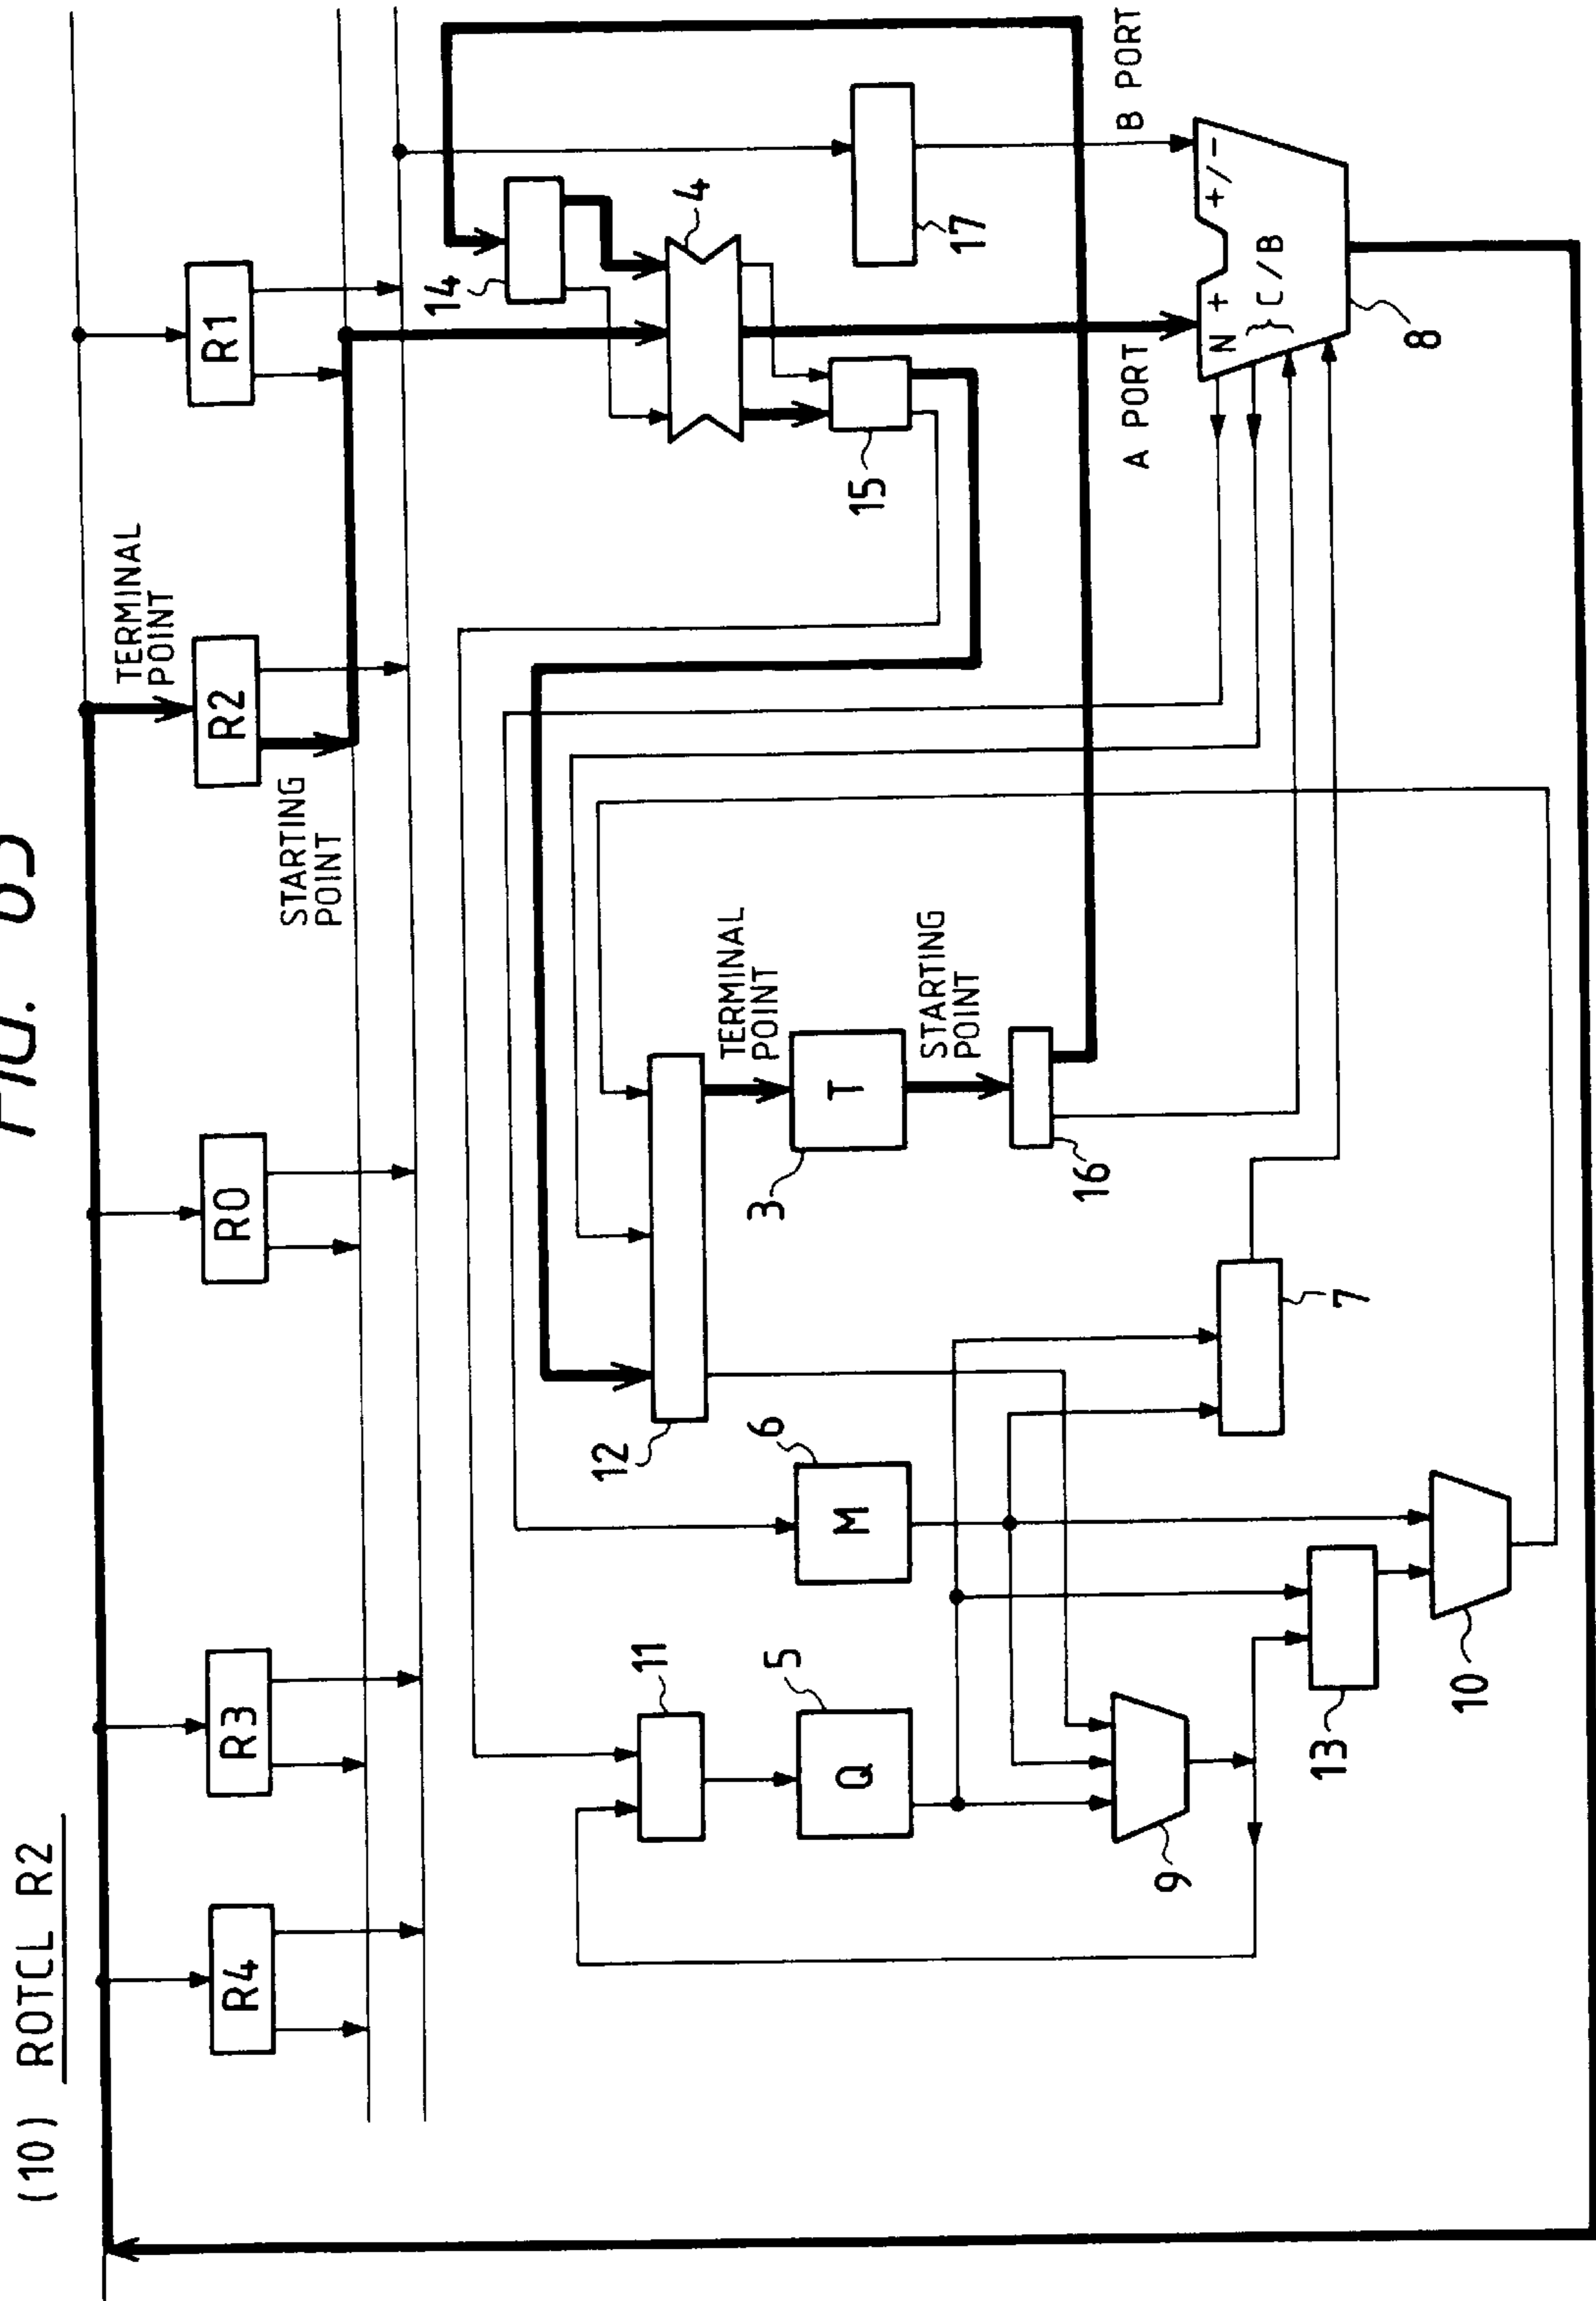 (10) ROTCL R2
R4
R3
R0
R2
R1
TERMINAL
POINT
STARTING
POINT
14
4
11
12
15
17
5
6
3
Q
M
T
TERMINAL
POINT
STARTING
POINT
16
9
13
10
7
A PORT
B PORT
N + +/-
} C/B
8